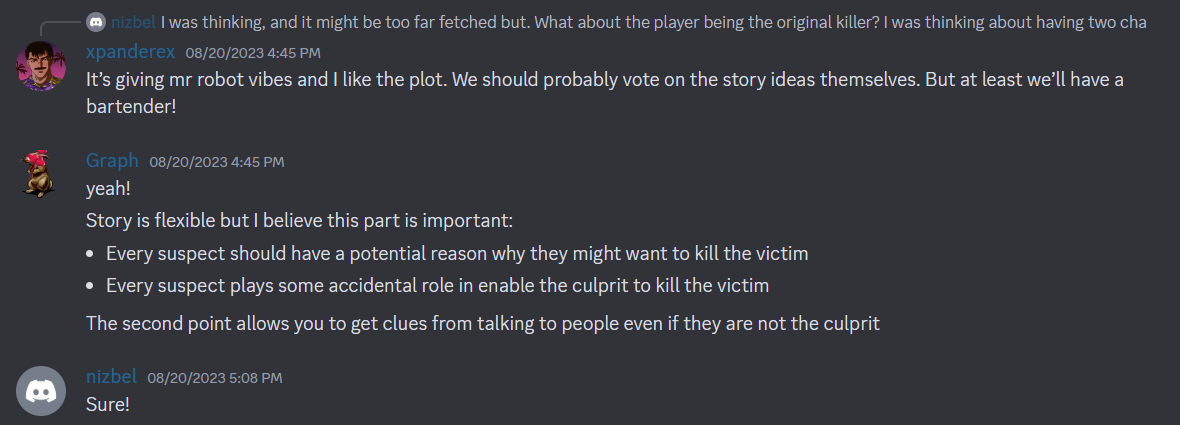 nizbel I was thinking, and it might be too far fetched but. What about the player being the original killer? I was thinking about having two cha
xpanderex 08/20/2023 4:45 PM
It's giving mr robot vibes and I like the plot. We should probably vote on the story ideas themselves. But at least we'll have a
bartender!
Graph 08/20/2023 4:45 PM
yeah!
Story is flexible but I believe this part is important:
• Every suspect should have a potential reason why they might want to kill the victim
• Every suspect plays some accidental role in enable the culprit to kill the victim
The second point allows you to get clues from talking to people even if they are not the culprit
nizbel 08/20/2023 5:08 PM
Sure!